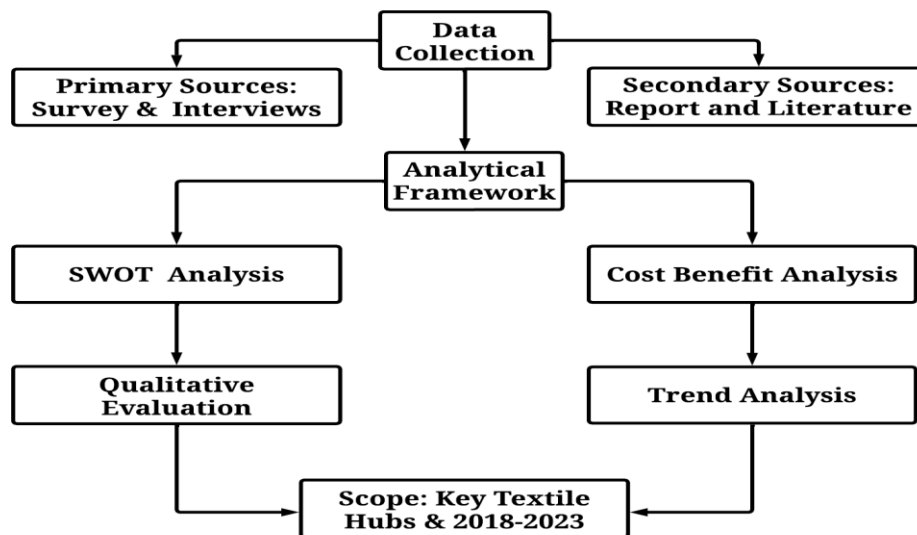 Data
Collection
Primary Sources:
Survey & Interviews
Secondary Sources:
Report and Literature
Analytical
Framework
SWOT Analysis
Cost Benefit Analysis
Qualitative
Evaluation
Trend Analysis
Scope: Key Textile
Hubs & 2018-2023